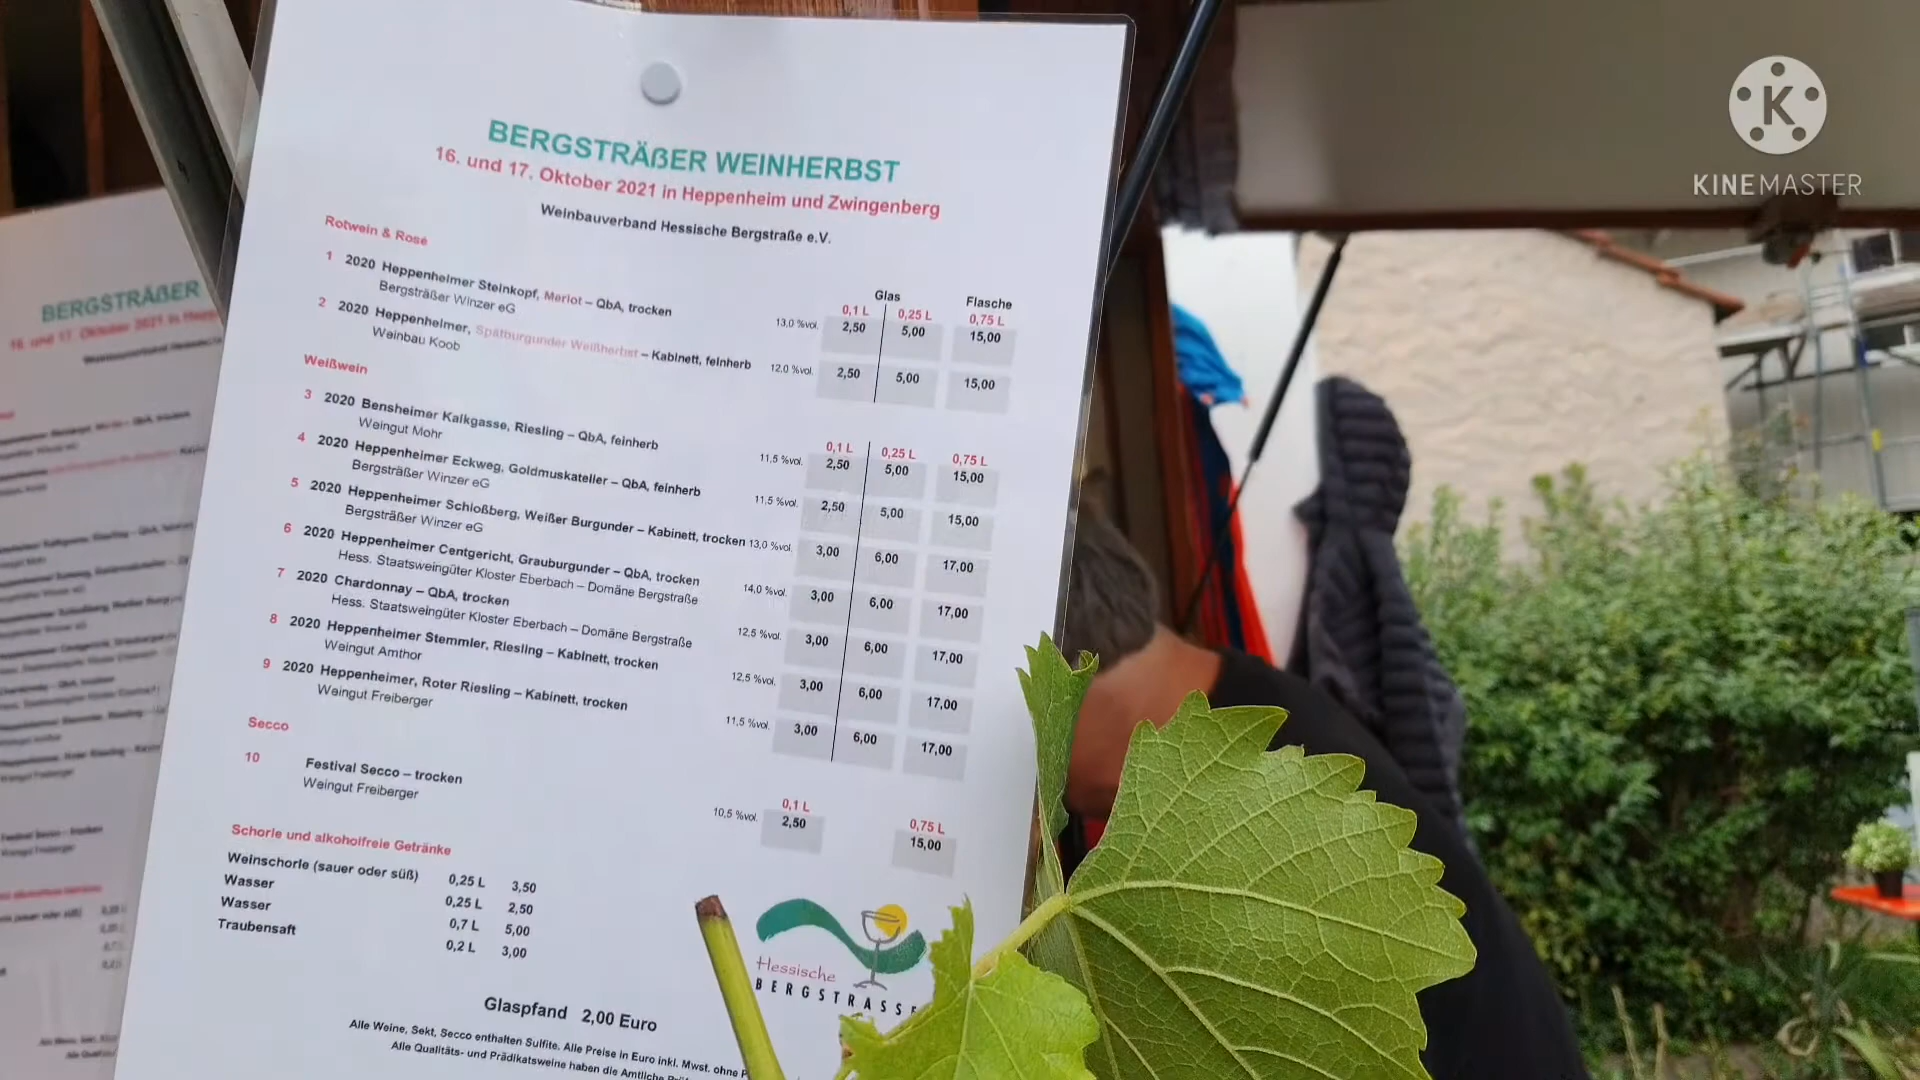 BERGSTRÄßER WEINHERBST
16. und 17. Oktober 2021 in Heppenheim und Zwingenberg
Weinbauverband Hessische Bergstraße e.V.
Rotwein & Rosé
Glas Flasche
0,1 L 0,25 L 0,75 L
1 2020 Heppenheimer Steinkopf, Merlot – QbA, trocken 13,0 %vol. 2,50 5,00 15,00
Bergsträßer Winzer eG
2 2020 Heppenheimer, Spätburgunder Weißherbst – Kabinett, feinherb 12,0 %vol. 2,50 5,00 15,00
Weinbau Koob
Weißwein
0,1 L 0,25 L 0,75 L
3 2020 Bensheimer Kalkgasse, Riesling – QbA, feinherb 11,5 %vol. 2,50 5,00 15,00
Weingut Mohr
4 2020 Heppenheimer Eckweg, Goldmuskateller – QbA, feinherb 11,5 %vol. 2,50 5,00 15,00
Bergsträßer Winzer eG
5 2020 Heppenheimer Schloßberg, Weißer Burgunder – Kabinett, trocken 13,0 %vol. 3,00 6,00 17,00
Bergsträßer Winzer eG
6 2020 Heppenheimer Centgericht, Grauburgunder – QbA, trocken 14,0 %vol. 3,00 6,00 17,00
Hess. Staatsweingüter Kloster Eberbach – Domäne Bergstraße
7 2020 Chardonnay – QbA, trocken 12,5 %vol. 3,00 6,00 17,00
Hess. Staatsweingüter Kloster Eberbach – Domäne Bergstraße
8 2020 Heppenheimer Stemmler, Riesling – Kabinett, trocken 12,5 %vol. 3,00 6,00 17,00
Weingut Amthor
9 2020 Heppenheimer, Roter Riesling – Kabinett, trocken 11,5 %vol. 3,00 6,00 17,00
Weingut Freiberger
Secco
0,1 L 0,75 L
10 Festival Secco – trocken 10,5 %vol. 2,50 15,00
Weingut Freiberger
Schorle und alkoholfreie Getränke
Weinschorle (sauer oder süß) 0,25 L 3,50
Wasser 0,25 L 2,50
Wasser 0,7 L 5,00
Traubensaft 0,2 L 3,00
Hessische
BERGSTRASSE
Glaspfand 2,00 Euro
Alle Weine, Sekt, Secco enthalten Sulfite. Alle Preise in Euro inkl. Mwst. ohne
Alle Qualitäts- und Prädikatsweine haben die Amtliche
BERGSTRÄßER
16. und 17. Oktober 2021 in
K
KINEMASTER